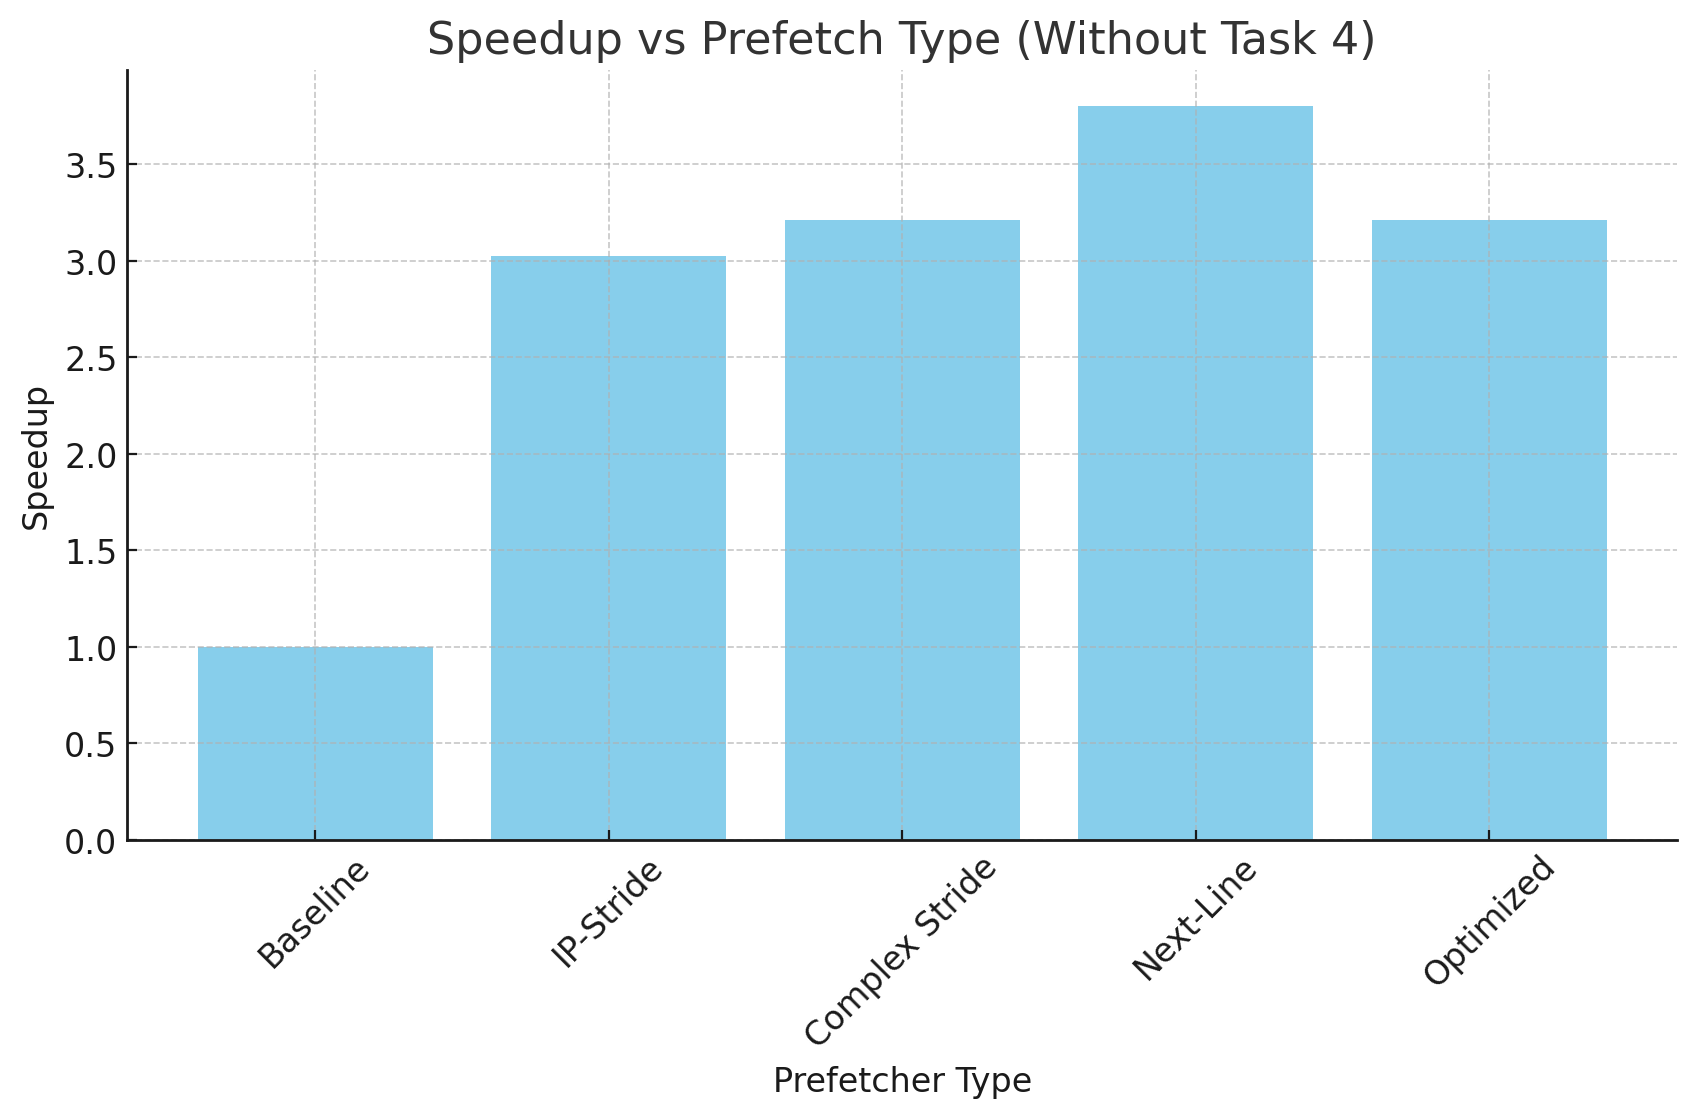 Speedup vs Prefetch Type (Without Task 4)
Speedup
3.5
3.0
2.5
2.0
1.5
1.0
0.5
0.0
Baseline
IP-Stride
Complex Stride
Next-Line
Optimized
Prefetcher Type